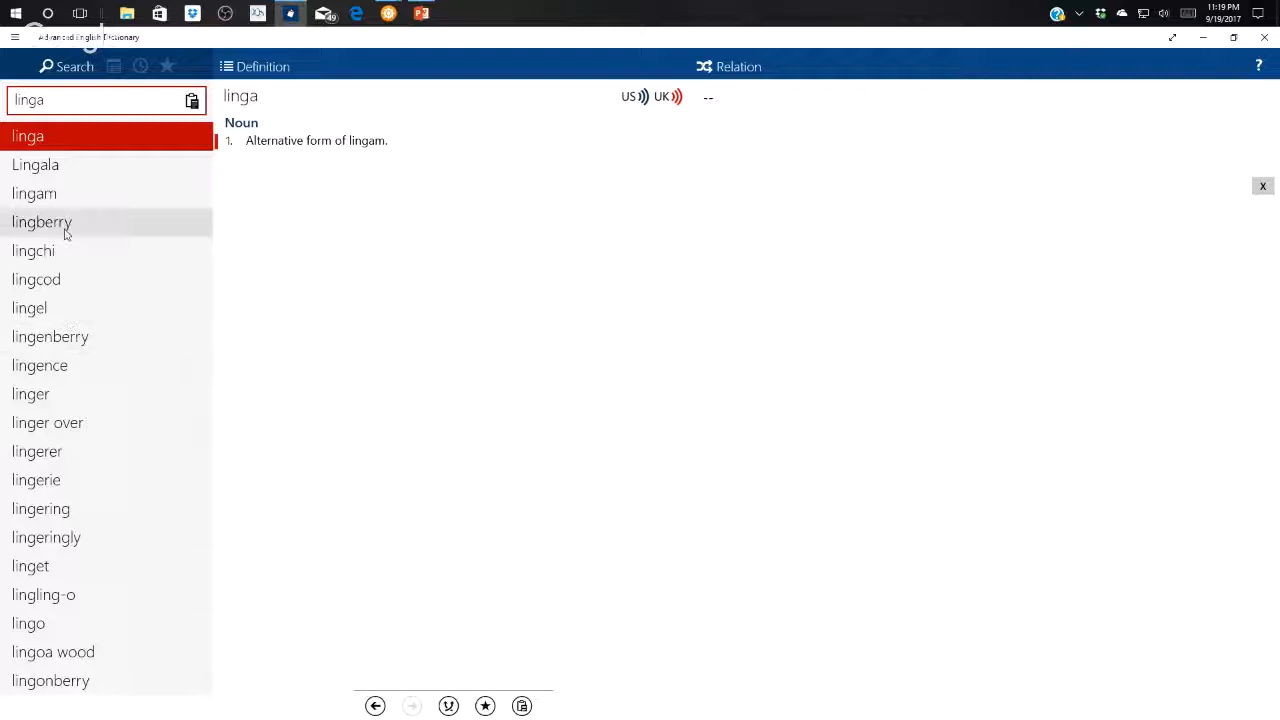 49
11:19 PM
9/19/2017
Advanced English Dictionary
Search
Definition
Relation
?
linga
linga
US UK --
Noun
1. Alternative form of lingam.
X
linga
Lingala
lingam
lingberry
lingchi
lingcod
lingel
lingenberry
lingence
linger
linger over
lingerer
lingerie
lingering
lingeringly
linget
lingling-o
lingo
lingoa wood
lingonberry